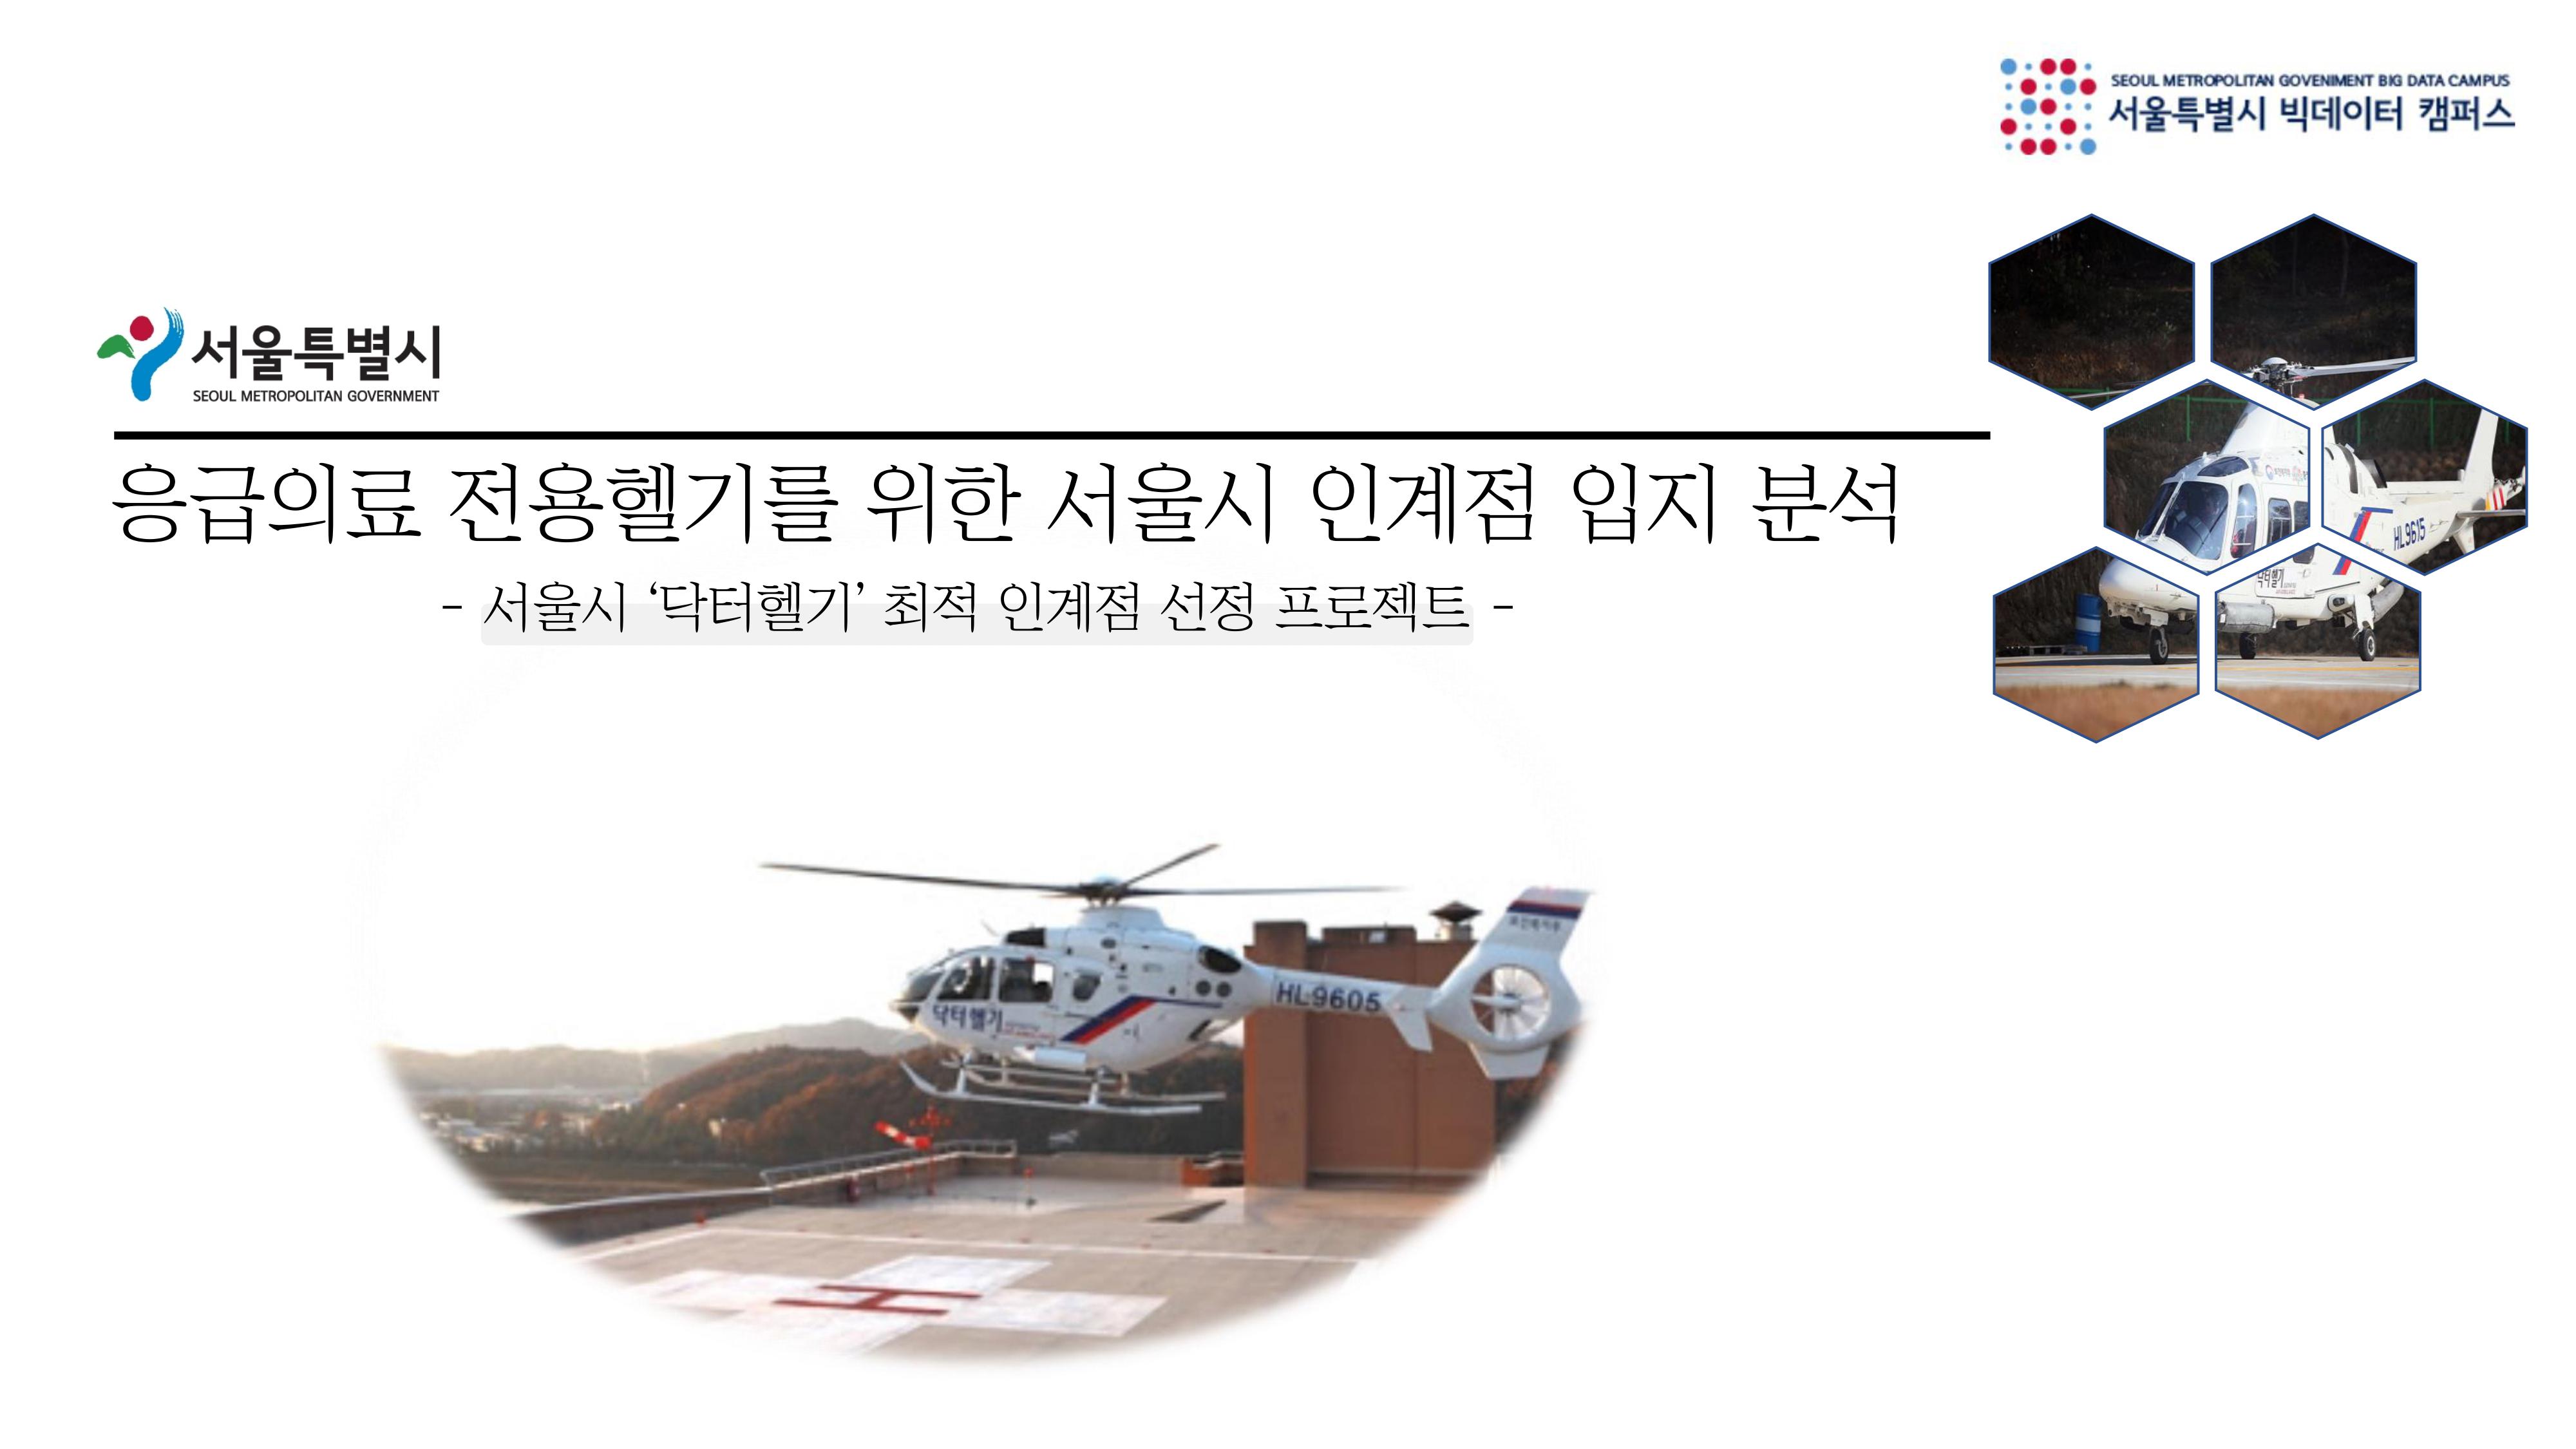 SEOUL METROPOLITAN GOVENIMENT BIG DATA CAMPUS
서울특별시 빅데이터 캠퍼스
서울특별시
SEOUL METROPOLITAN GOVERNMENT
응급의료 전용헬기를 위한 서울시 인계점 입지 분석
- 서울시 ‘닥터헬기’ 최적 인계점 선정 프로젝트 -
HL9615
닥터헬기
HL9605
닥터헬기
H